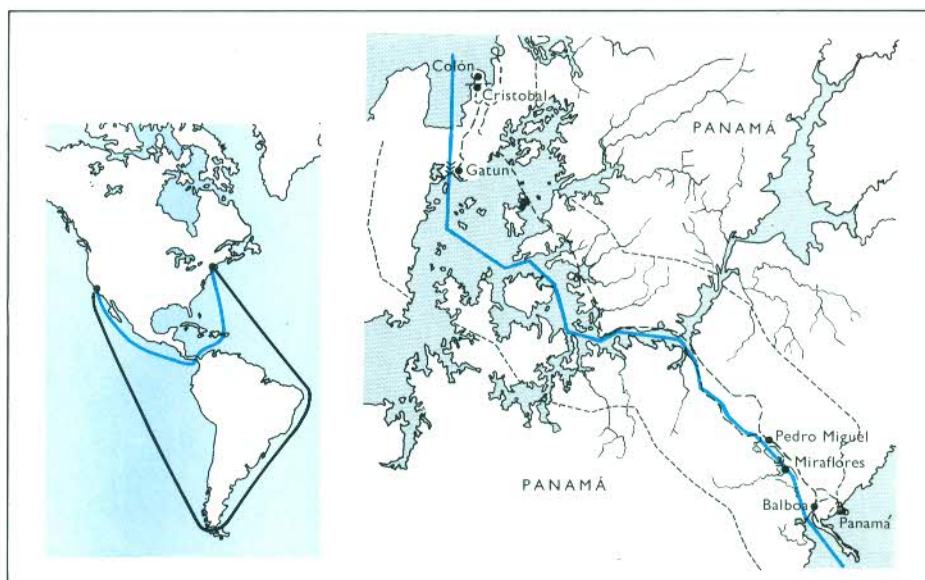 Colón
Cristobal
PANAMÁ
Gatun
Pedro Miguel
Miraflores
PANAMÁ
Balboa
Panamá